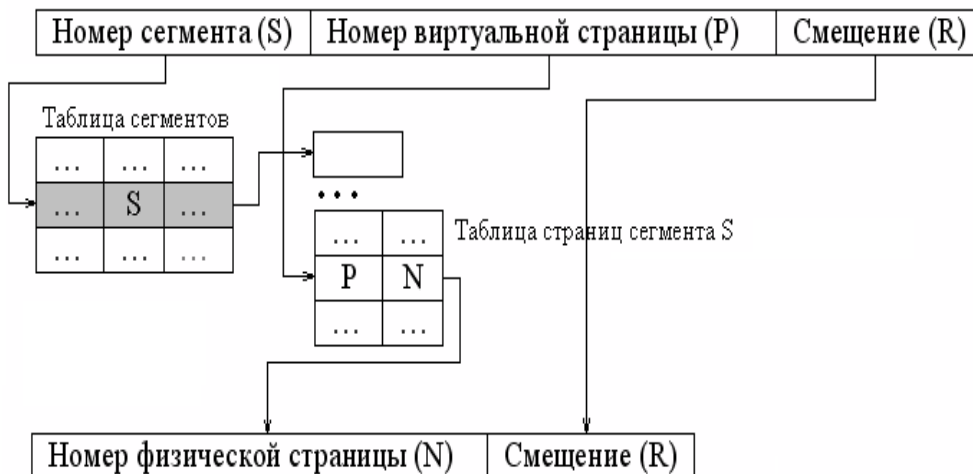 Номер сегмента (S) Номер виртуальной страницы (P) Смещение (R)
Таблица сегментов
... ... ...
... S ...
... ... ...
...
... ...
P N
... ...
Таблица страниц сегмента S
Номер физической страницы (N) Смещение (R)